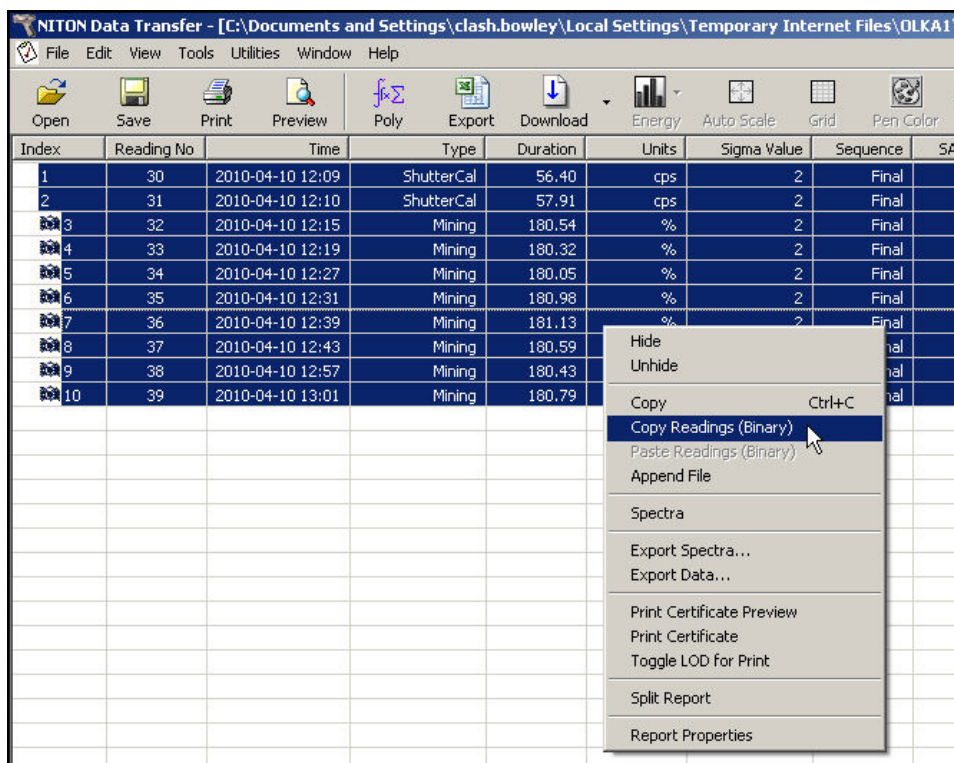 NITON Data Transfer - [C:\Documents and Settings\clash.bowley\Local Settings\Temporary Internet Files\OLKA1\
File Edit View Tools Utilities Window Help
Open Save Print Preview Poly Export Download Energy Auto Scale Grid Pen Color
Index Reading No Time Type Duration Units Sigma Value Sequence SA
1 30 2010-04-10 12:09 ShutterCal 56.40 cps 2 Final
2 31 2010-04-10 12:10 ShutterCal 57.91 cps 2 Final
3 32 2010-04-10 12:15 Mining 180.54 % 2 Final
4 33 2010-04-10 12:19 Mining 180.32 % 2 Final
5 34 2010-04-10 12:27 Mining 180.05 % 2 Final
6 35 2010-04-10 12:31 Mining 180.98 % 2 Final
7 36 2010-04-10 12:39 Mining 181.13 % 2 Final
8 37 2010-04-10 12:43 Mining 180.59 nal
9 38 2010-04-10 12:57 Mining 180.43 nal
10 39 2010-04-10 13:01 Mining 180.79 nal
Hide
Unhide
Copy Ctrl+C
Copy Readings (Binary)
Paste Readings (Binary)
Append File
Spectra
Export Spectra...
Export Data...
Print Certificate Preview
Print Certificate
Toggle LOD for Print
Split Report
Report Properties